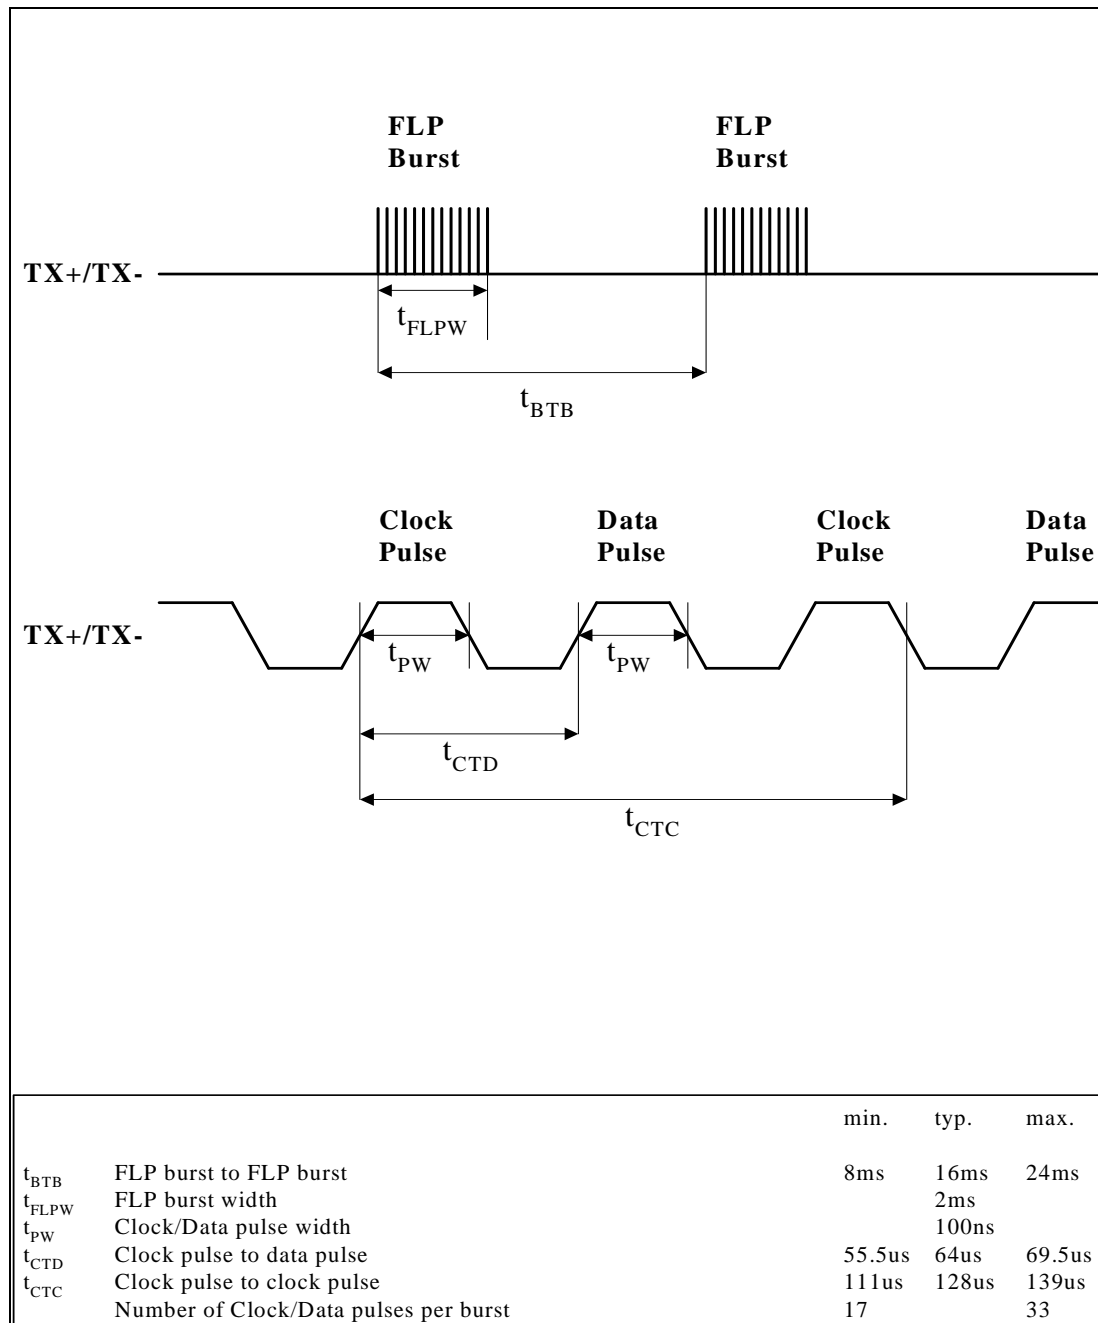 FLP Burst FLP Burst
TX+/TX-
tFLPW
tBTB
Clock Pulse Data Pulse Clock Pulse Data Pulse
TX+/TX-
tPW tPW
tCTD
tCTC
min. typ. max.
tBTB FLP burst to FLP burst 8ms 16ms 24ms
tFLPW FLP burst width 2ms
tPW Clock/Data pulse width 100ns
tCTD Clock pulse to data pulse 55.5us 64us 69.5us
tCTC Clock pulse to clock pulse 111us 128us 139us
Number of Clock/Data pulses per burst 17 33